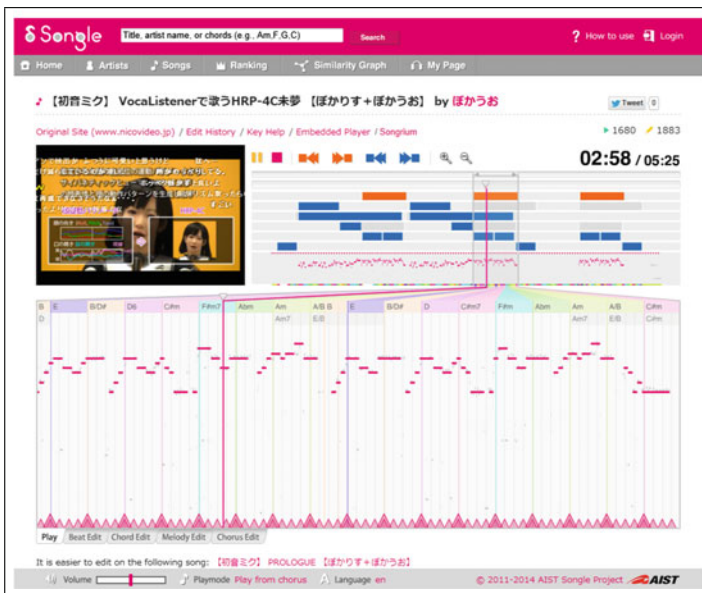 Songle
Title, artist name, or chords (e.g., Am,F,G,C)
Search
? How to use
Login
Home
Artists
Songs
Ranking
Similarity Graph
My Page
♪ 【初音ミク】 VocaListenerで歌うHRP-4C未夢 【ぼかりす+ぼかうお】 by ぼかうお
Tweet 0
Original Site (www.nicovideo.jp) / Edit History / Key Help / Embedded Player / Songrium
1680
1883
02:58 / 05:25
B E B/D# D6 C#m F#m7 Abm Am A/B B E B/D# D C#m7 F#m Abm Am A/B C#m
D Am7 E/B Am7 E/B C#m
Play Beat Edit Chord Edit Melody Edit Chorus Edit
It is easier to edit on the following song: 【初音ミク】 PROLOGUE 【ぼかりす+ぼかうお】
Volume
Playmode Play from chorus
Language en
© 2011-2014 AIST Songle Project
AIST